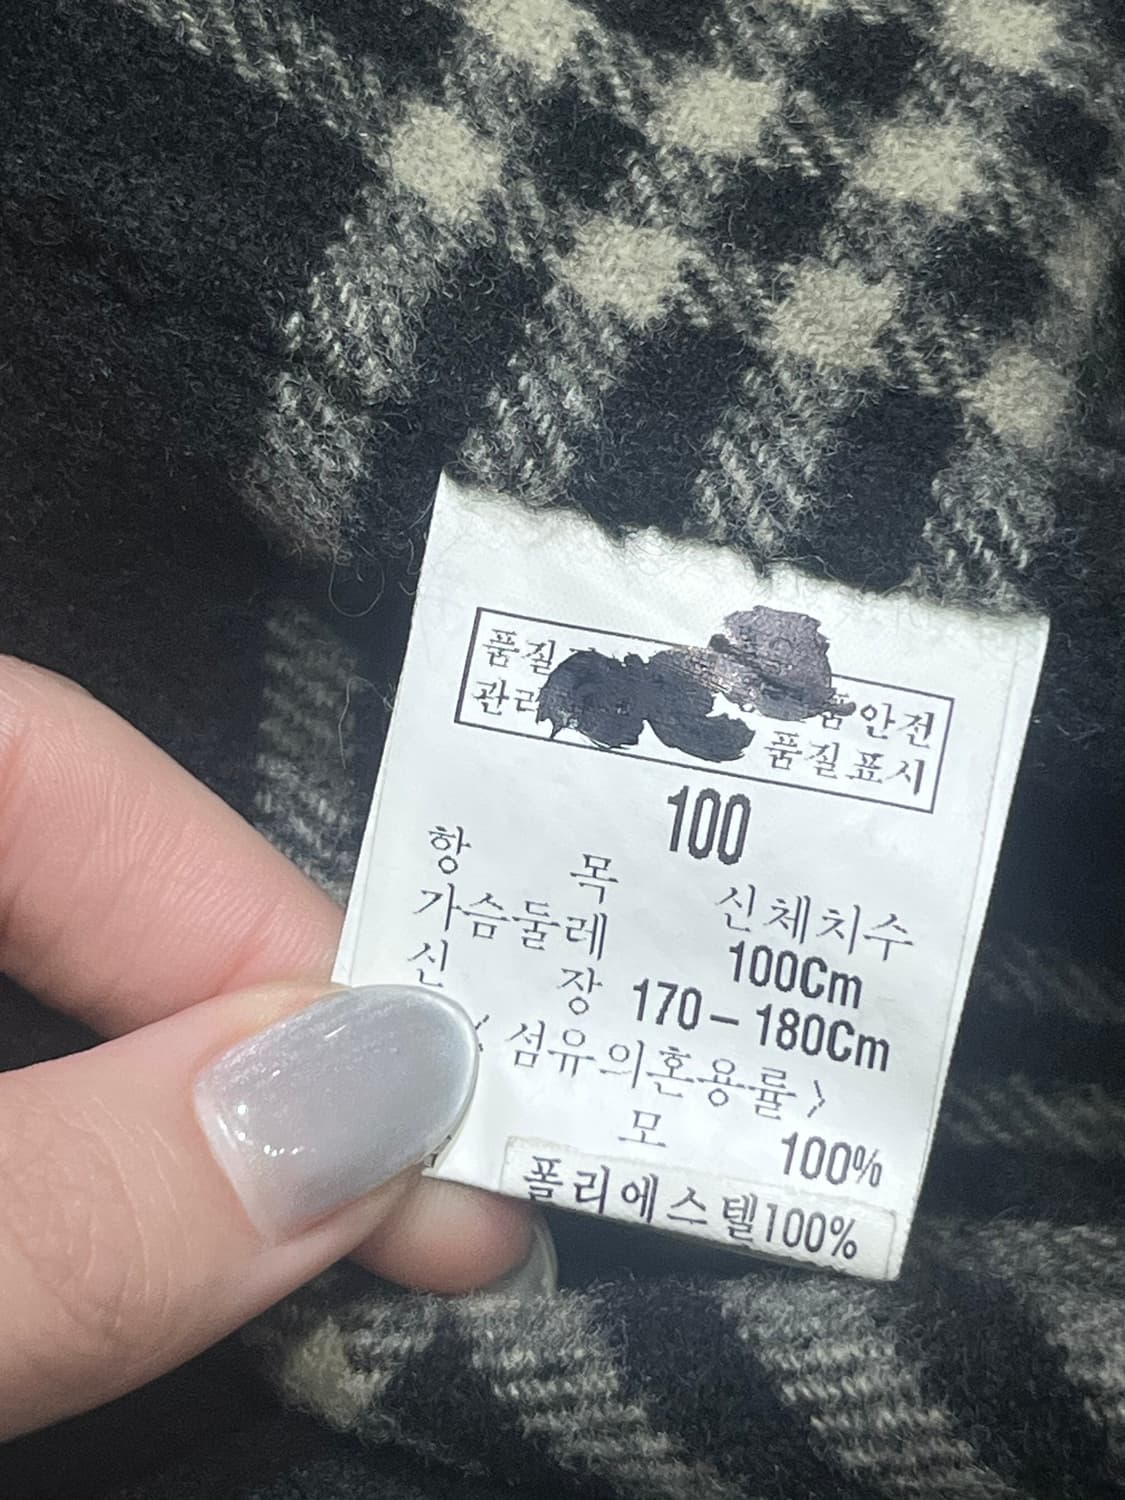 품질
관리
안전
품질표시
100
항 목 신체치수
가슴둘레 100Cm
신 장 170-180Cm
섬유의혼용률>
모 100%
폴리에스텔100%